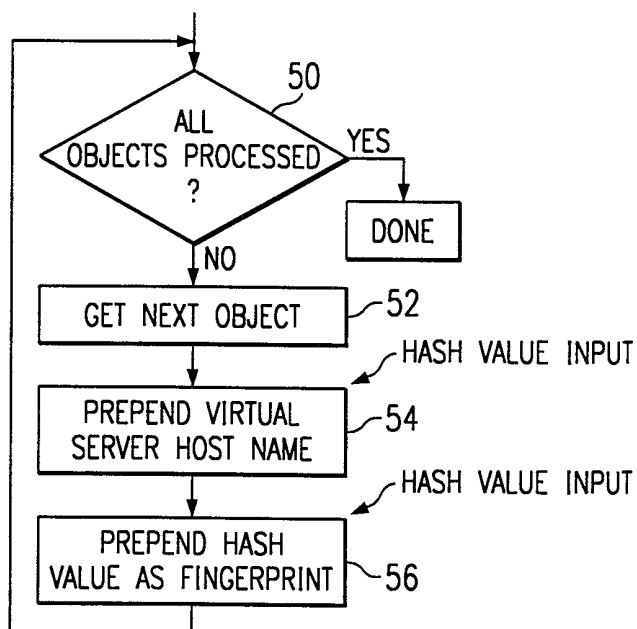 50
ALL
OBJECTS PROCESSED
?
YES
DONE
NO
GET NEXT OBJECT
52
HASH VALUE INPUT
PREPEND VIRTUAL
SERVER HOST NAME
54
HASH VALUE INPUT
PREPEND HASH
VALUE AS FINGERPRINT
56